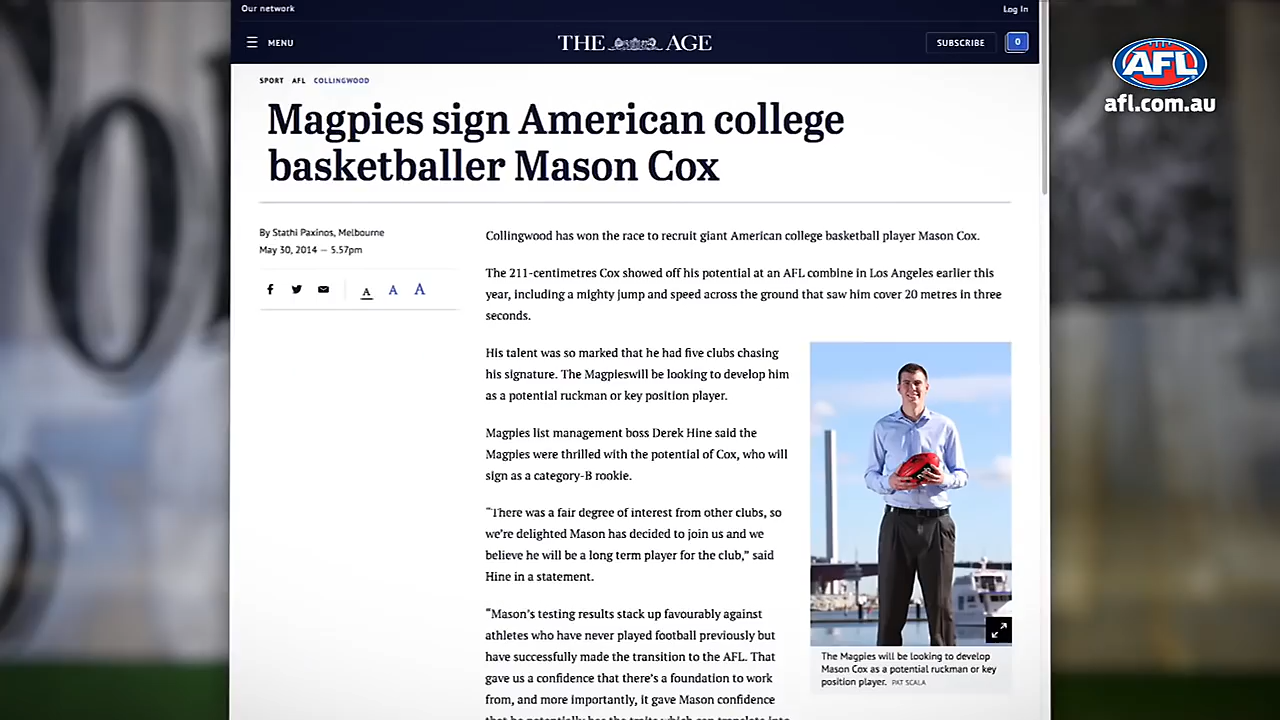 Our network
Log In
MENU
THE AGE
SUBSCRIBE
0
AFL
afl.com.au
SPORT AFL COLLINGWOOD
Magpies sign American college
basketballer Mason Cox
By Stathi Paxinos, Melbourne
May 30, 2014 — 5.57pm
A A A
Collingwood has won the race to recruit giant American college basketball player Mason Cox.
The 211-centimetres Cox showed off his potential at an AFL combine in Los Angeles earlier this
year, including a mighty jump and speed across the ground that saw him cover 20 metres in three
seconds.
His talent was so marked that he had five clubs chasing
his signature. The Magpieswill be looking to develop him
as a potential ruckman or key position player.
Magpies list management boss Derek Hine said the
Magpies were thrilled with the potential of Cox, who will
sign as a category-B rookie.
"There was a fair degree of interest from other clubs, so
we're delighted Mason has decided to join us and we
believe he will be a long term player for the club," said
Hine in a statement.
"Mason's testing results stack up favourably against
athletes who have never played football previously but
have successfully made the transition to the AFL. That
gave us a confidence that there's a foundation to work
from, and more importantly, it gave Mason confidence
The Magpies will be looking to develop
Mason Cox as a potential ruckman or key
position player. PAT SCALA